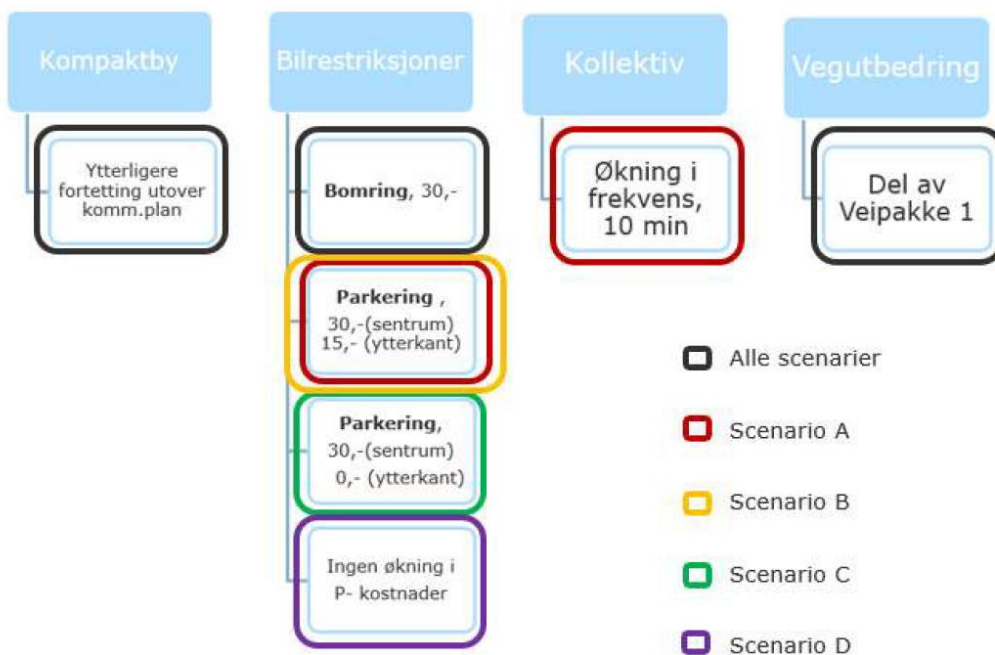 Kompaktby
Ytterligere
fortetting utover
komm.plan
Bilrestriksjoner
Bomring, 30,-
Parkering ,
30,-(sentrum)
15,- (ytterkant)
Parkering,
30,-(sentrum)
0,- (ytterkant)
Ingen økning i
P- kostnader
Kollektiv
Økning i
frekvens,
10 min
Vegutbedring
Del av
Veipakke 1
Alle scenarier
Scenario A
Scenario B
Scenario C
Scenario D